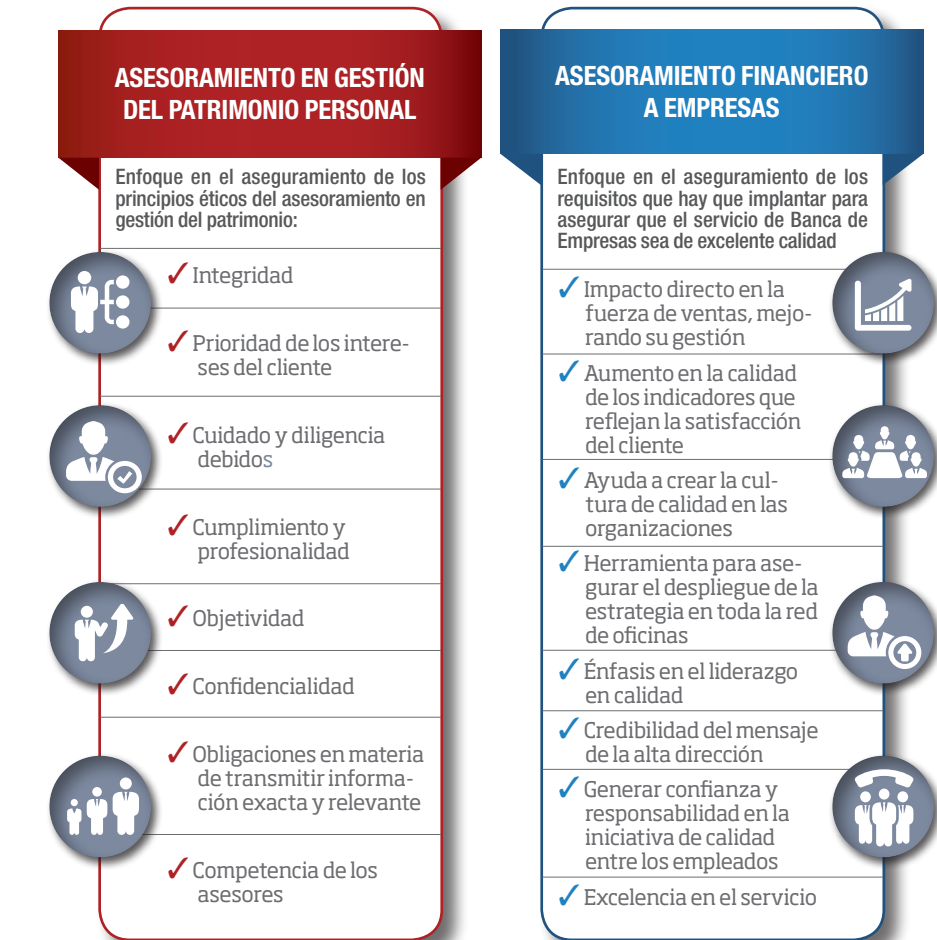 ASESORAMIENTO EN GESTIÓN
DEL PATRIMONIO PERSONAL
Enfoque en el aseguramiento de los
principios éticos del asesoramiento en
gestión del patrimonio:
✓ Integridad
✓ Prioridad de los intere-
ses del cliente
✓ Cuidado y diligencia
debidos
✓ Cumplimiento y
profesionalidad
✓ Objetividad
✓ Confidencialidad
✓ Obligaciones en materia
de transmitir informa-
ción exacta y relevante
✓ Competencia de los
asesores
ASESORAMIENTO FINANCIERO
A EMPRESAS
Enfoque en el aseguramiento de los
requisitos que hay que implantar para
asegurar que el servicio de Banca de
Empresas sea de excelente calidad
✓ Impacto directo en la
fuerza de ventas, mejo-
rando su gestión
✓ Aumento en la calidad
de los indicadores que
reflejan la satisfacción
del cliente
✓ Ayuda a crear la cul-
tura de calidad en las
organizaciones
✓ Herramienta para ase-
gurar el despliegue de la
estrategia en toda la red
de oficinas
✓ Énfasis en el liderazgo
en calidad
✓ Credibilidad del mensaje
de la alta dirección
✓ Generar confianza y
responsabilidad en la
iniciativa de calidad
entre los empleados
✓ Excelencia en el servicio